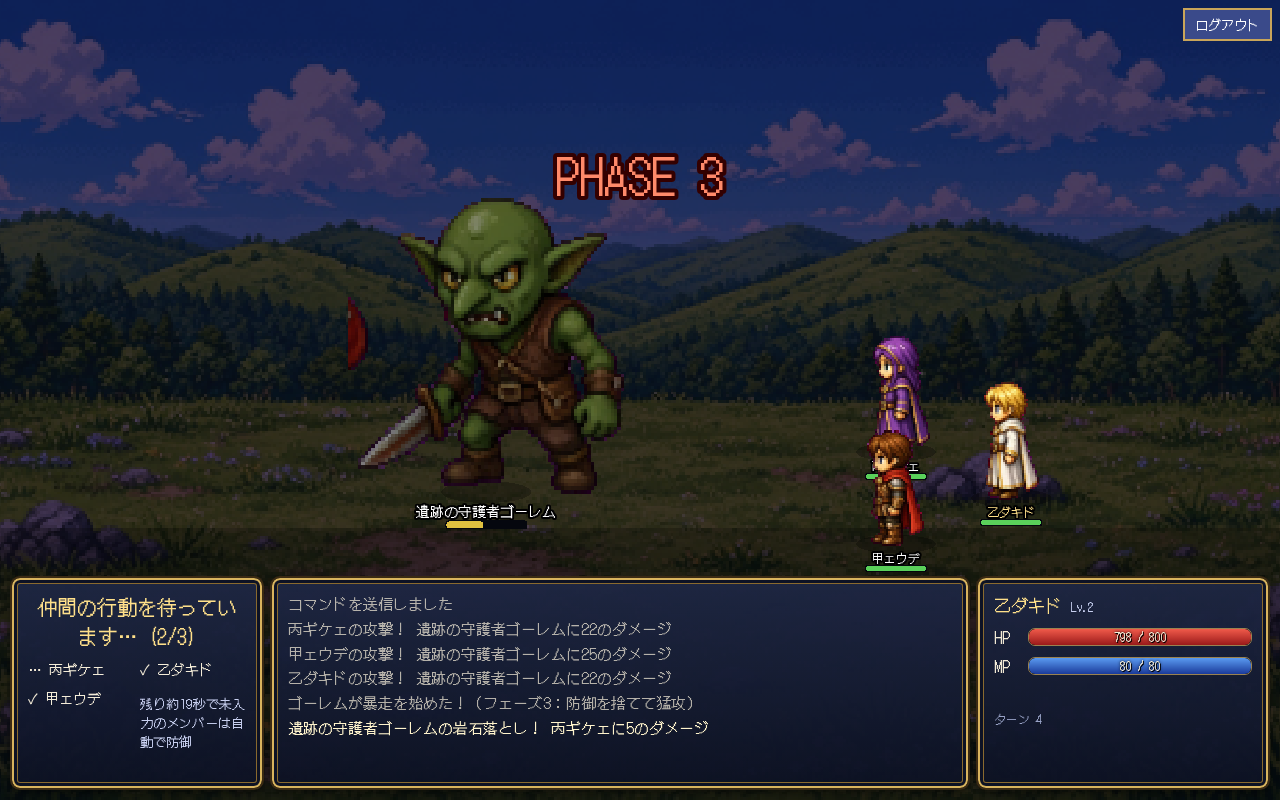 ログアウト
PHASE 3
遺跡の守護者ゴーレム
ェ
乙ダキド
甲ェウデ
仲間の行動を待ってい
ます… (2/3)
… 丙ギケェ
✓ 乙ダキド
✓ 甲ェウデ
残り約19秒で未入
力のメンバーは自
動で防御
コマンドを送信しました
丙ギケェの攻撃! 遺跡の守護者ゴーレムに22のダメージ
甲ェウデの攻撃! 遺跡の守護者ゴーレムに25のダメージ
乙ダキドの攻撃! 遺跡の守護者ゴーレムに22のダメージ
ゴーレムが暴走を始めた!(フェーズ3:防御を捨てて猛攻)
遺跡の守護者ゴーレムの岩石落とし! 丙ギケェに5のダメージ
乙ダキド Lv.2
HP 798 / 800
MP 80 / 80
ターン 4